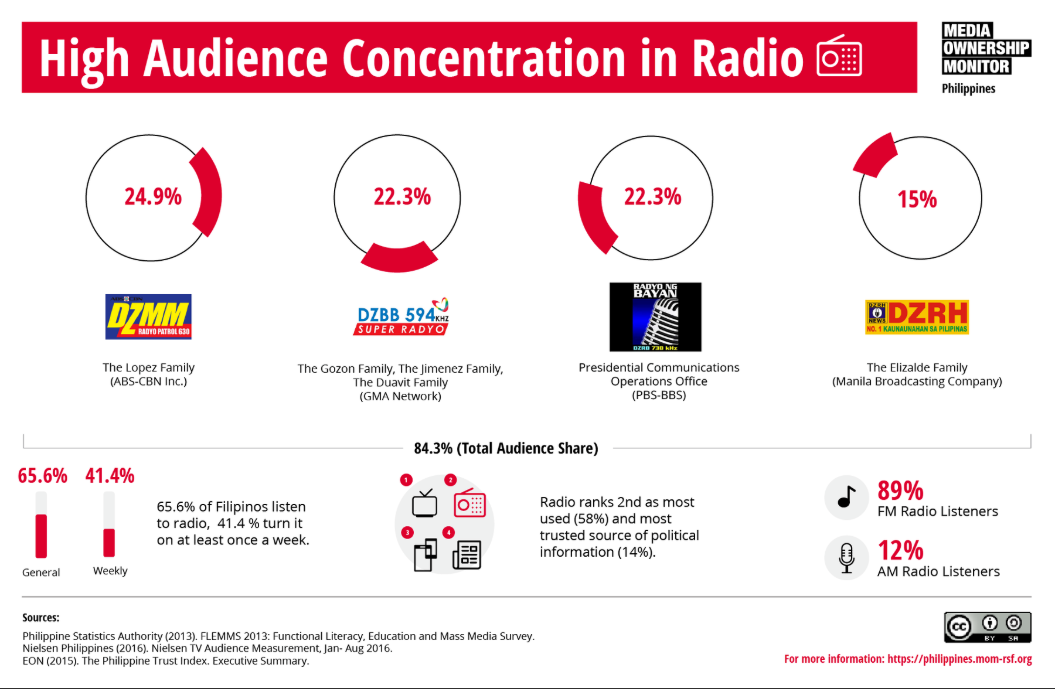 High Audience Concentration in Radio
MEDIA
OWNERSHIP
MONITOR
Philippines
24.9%
22.3%
22.3%
15%
DZMM
RADYO PATROL 630
DZBB 594 KHZ
SUPER RADYO
RADYO NG
BAYAN
DZRB 738 kHz
DZRH
NEWS
DZRH
NO. 1 KAUNAUNAHAN SA PILIPINAS
The Lopez Family
(ABS-CBN Inc.)
The Gozon Family, The Jimenez Family,
The Duavit Family
(GMA Network)
Presidential Communications
Operations Office
(PBS-BBS)
The Elizalde Family
(Manila Broadcasting Company)
84.3% (Total Audience Share)
65.6% 41.4%
General
Weekly
65.6% of Filipinos listen
to radio, 41.4 % turn it
on at least once a week.
1
2
3
4
Radio ranks 2nd as most
used (58%) and most
trusted source of political
information (14%).
89%
FM Radio Listeners
12%
AM Radio Listeners
Sources:
Philippine Statistics Authority (2013). FLEMMS 2013: Functional Literacy, Education and Mass Media Survey.
Nielsen Philippines (2016). Nielsen TV Audience Measurement, Jan- Aug 2016.
EON (2015). The Philippine Trust Index. Executive Summary.
cc
BY SA
For more information: https://philippines.mom-rsf.org